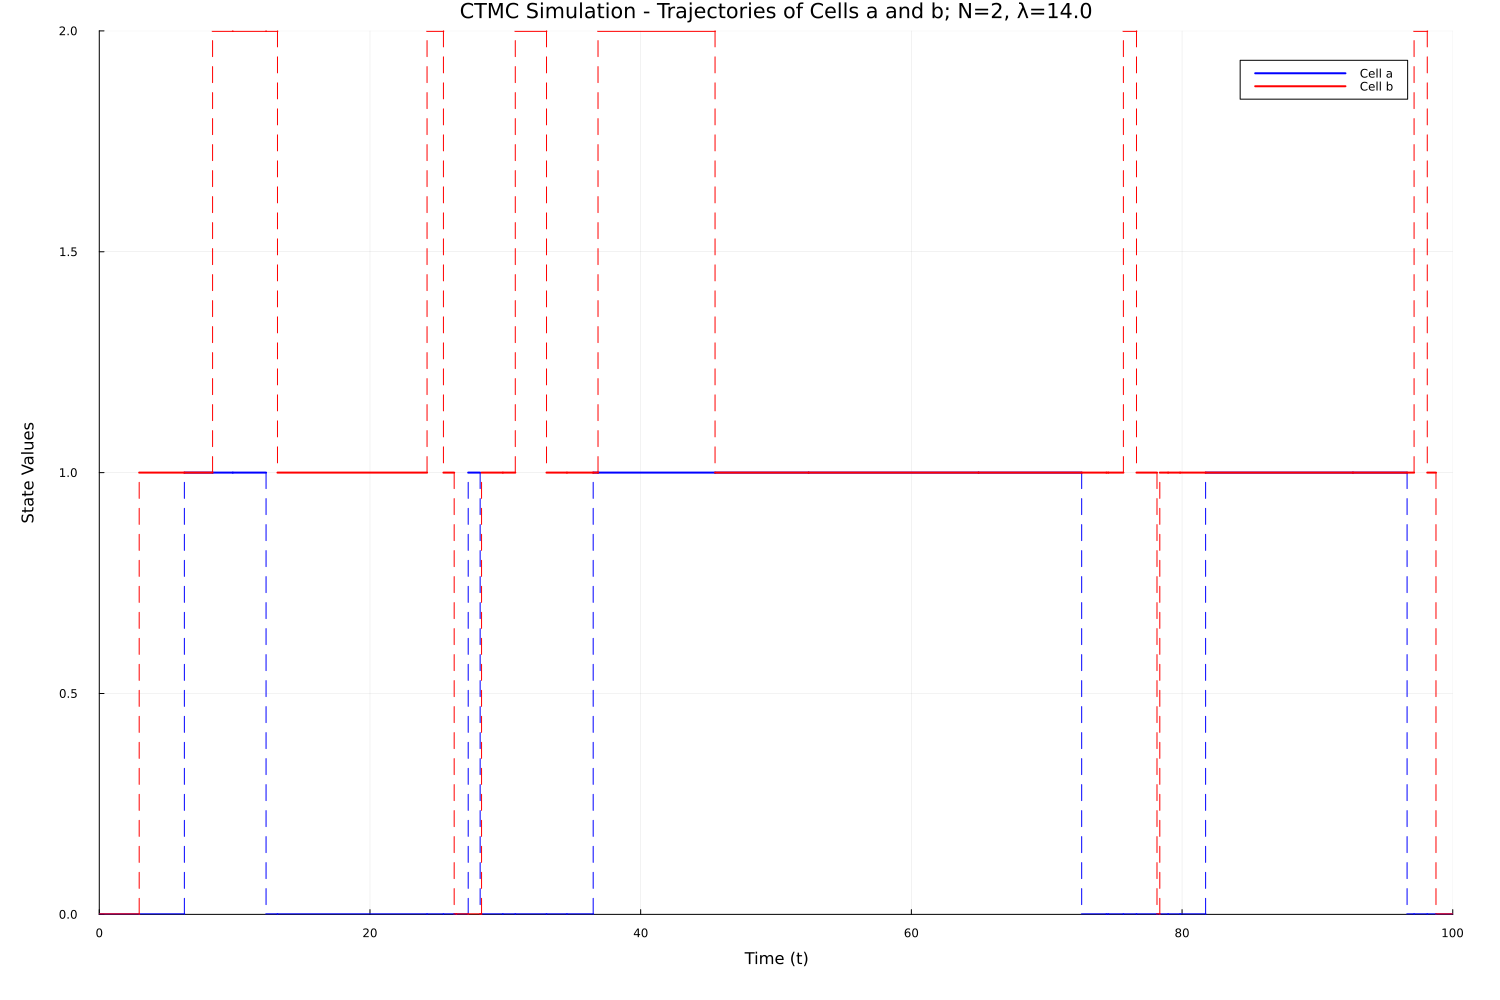 CTMC Simulation - Trajectories of Cells a and b; N=2, λ=14.0
2.0
Cell a
Cell b
1.5
1.0
State Values
0.5
0.0
0 20 40 60 80 100
Time (t)